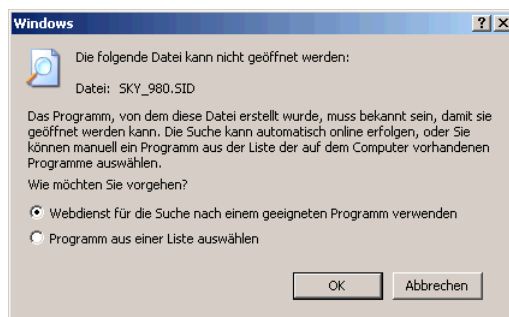 Windows
Die folgende Datei kann nicht geöffnet werden:
Datei: SKY_980.SID
Das Programm, von dem diese Datei erstellt wurde, muss bekannt sein, damit sie
geöffnet werden kann. Die Suche kann automatisch online erfolgen, oder Sie
können manuell ein Programm aus der Liste der auf dem Computer vorhandenen
Programme auswählen.
Wie möchten Sie vorgehen?
Webdienst für die Suche nach einem geeigneten Programm verwenden
Programm aus einer Liste auswählen
OK Abbrechen